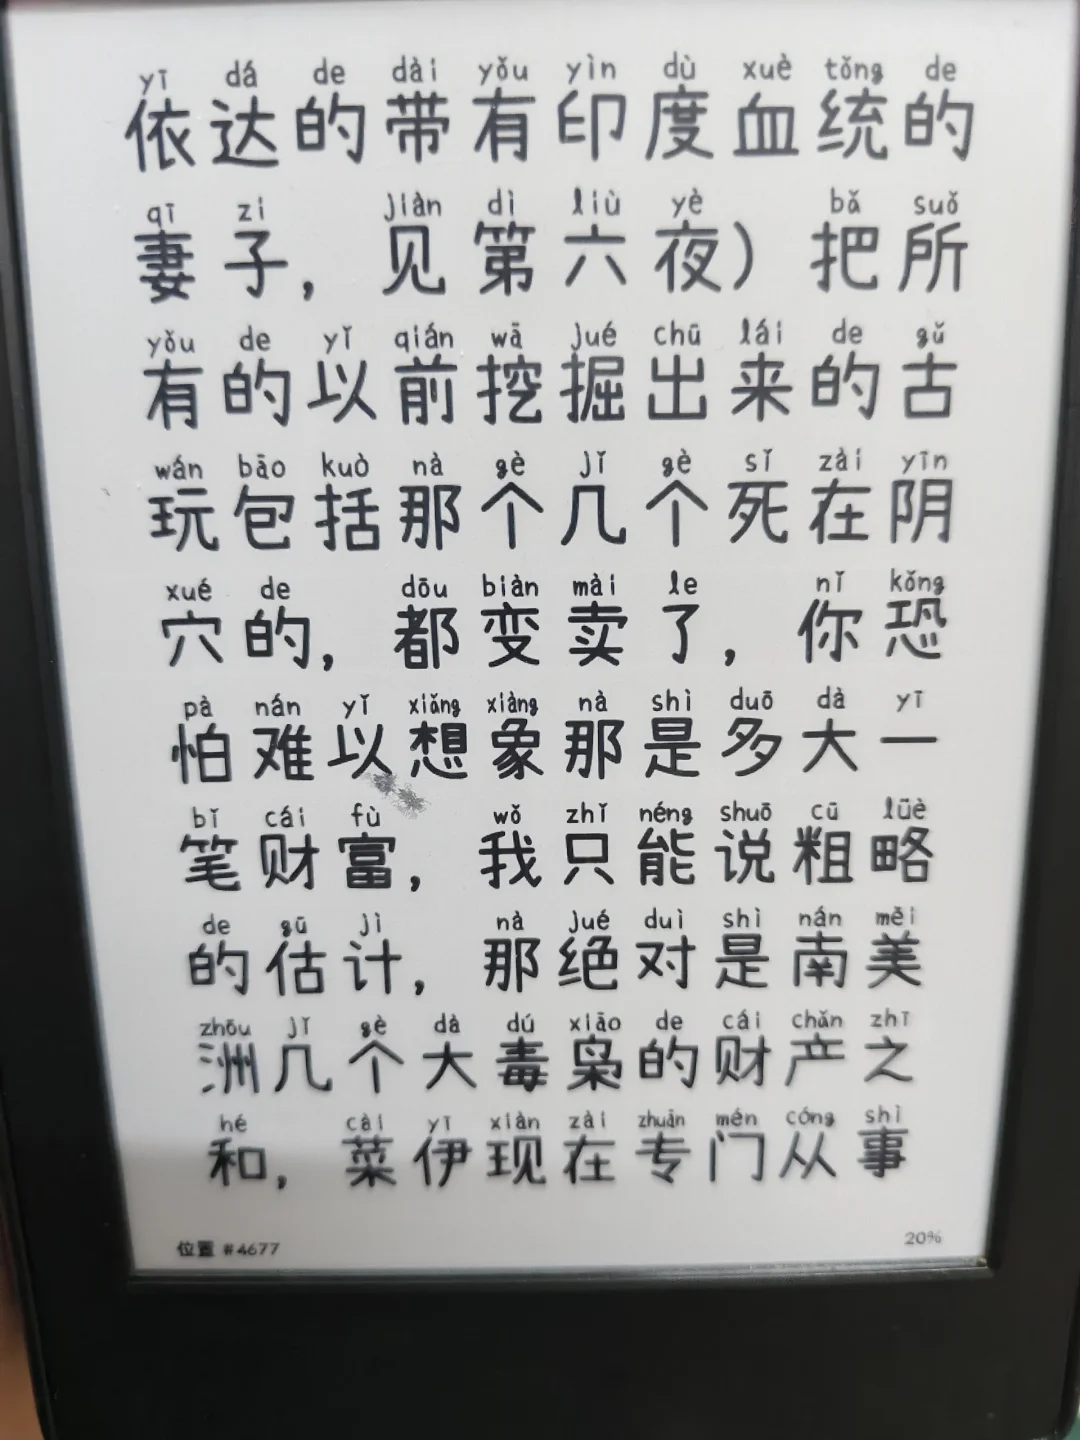 yī dá de dài yǒu yìn dù xuè tǒng de
依达的带有印度血统的
qī zi jiàn dì liù yè bǎ suǒ
妻子，见第六夜）把所
yǒu de yǐ qián wā jué chū lái de gǔ
有的以前挖掘出来的古
wán bāo kuò nà gè jǐ gè sǐ zài yīn
玩包括那个几个死在阴
xué de dōu biàn mài le nǐ kǒng
穴的，都变卖了，你恐
pà nán yǐ xiǎng xiàng nà shì duō dà yī
怕难以想象那是多大一
bǐ cái fù wǒ zhǐ néng shuō cū lüè
笔财富，我只能说粗略
de gū jì nà jué duì shì nán měi
的估计，那绝对是南美
zhōu jǐ gè dà dú xiāo de cái chǎn zhī
洲几个大毒枭的财产之
hé cài yī xiàn zài zhuān mén cóng shì
和，菜伊现在专门从事
位置 #4677 20%